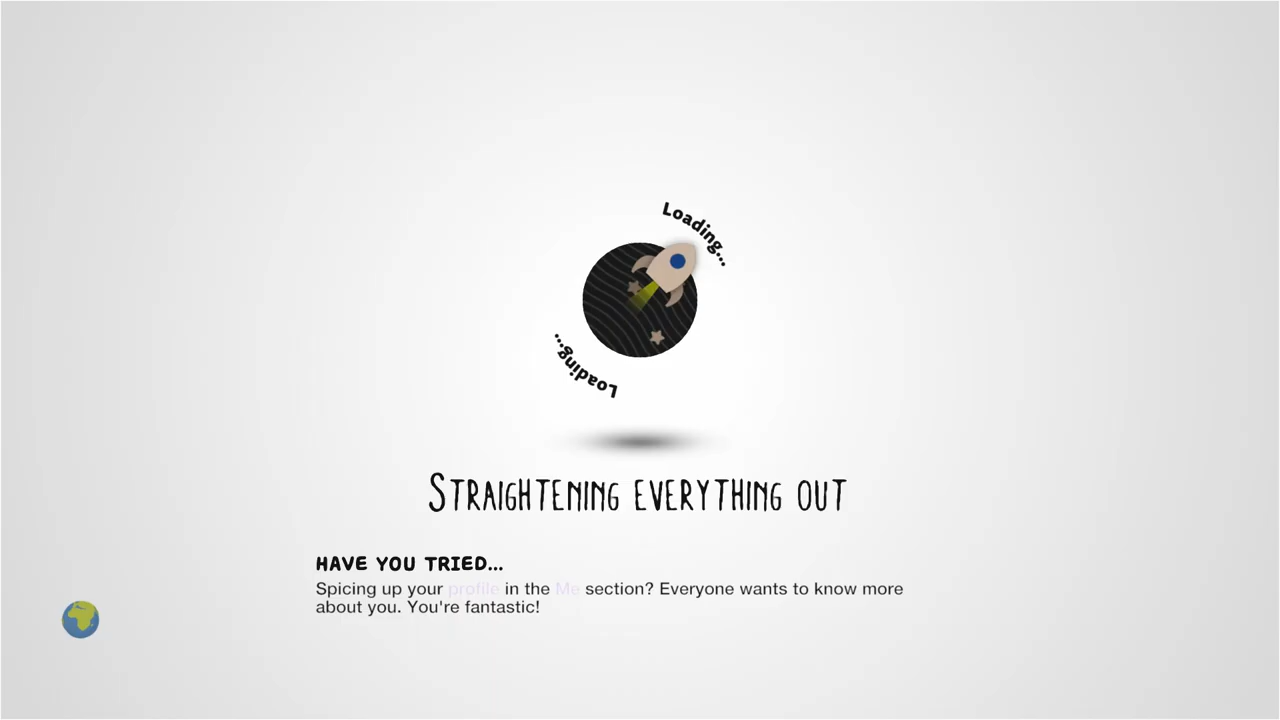 Loading...
Loading...
Straightening everything out
HAVE YOU TRIED...
Spicing up your profile in the Me section? Everyone wants to know more
about you. You're fantastic!